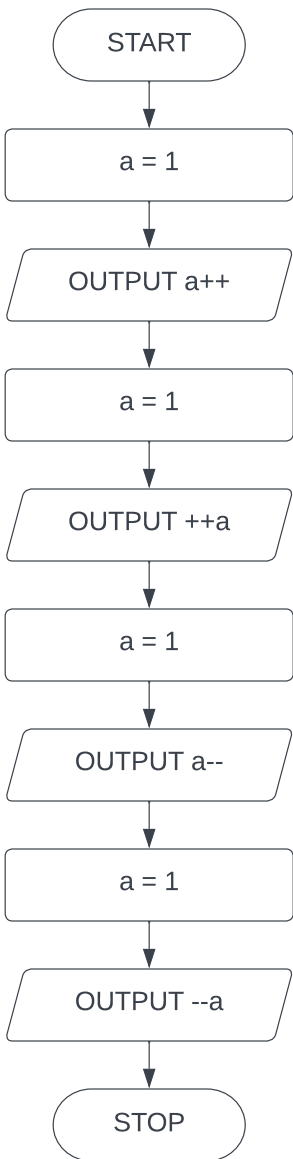 START
a = 1
OUTPUT a++
a = 1
OUTPUT ++a
a = 1
OUTPUT a--
a = 1
OUTPUT --a
STOP